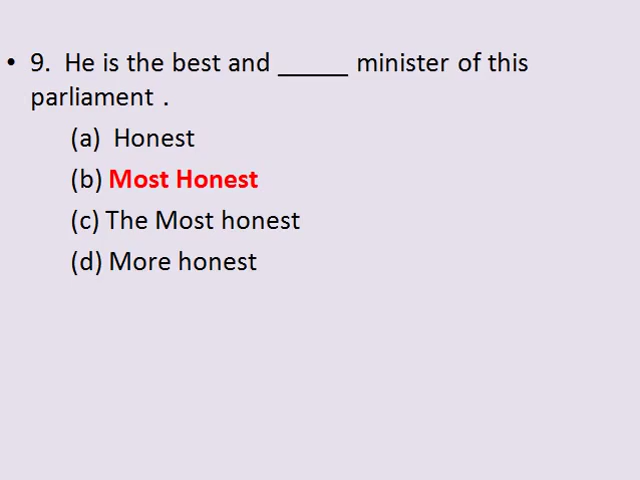 • 9. He is the best and _____ minister of this
parliament .
(a) Honest
(b) Most Honest
(c) The Most honest
(d) More honest